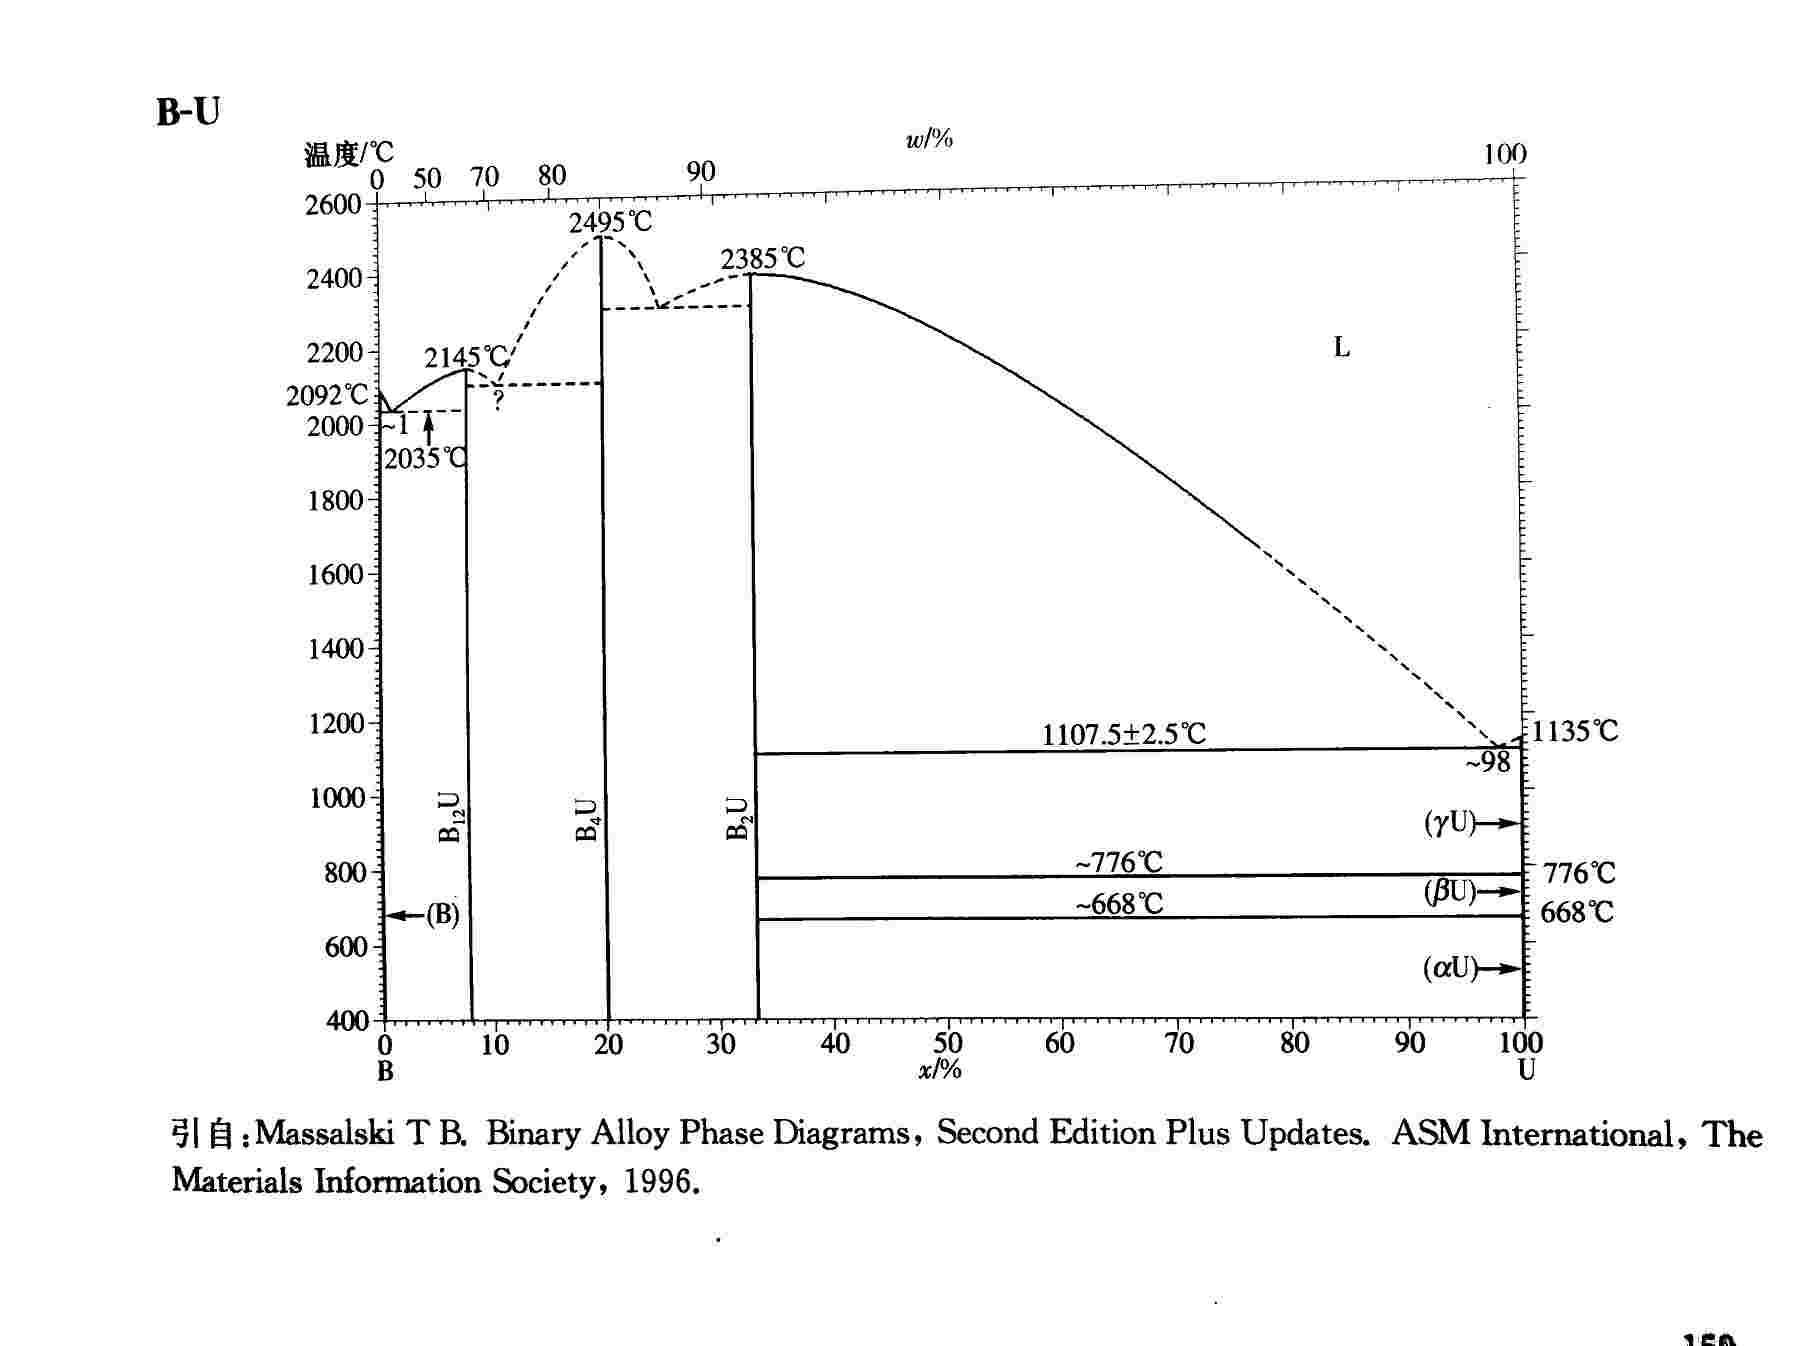 B-U
w/%
温度/℃
0 50 70 80 90 100
2600
2495℃
2385℃
2400
L
2200
2145℃
2092℃
?
2000
~1
2035℃
1800
1600
1400
1200
1107.5±2.5℃
1135℃
~98
1000
B₁₂U
B₄U
B₂U
(γU)
800
~776℃
776℃
(βU)
~668℃
668℃
(B)
600
(αU)
400
0 10 20 30 40 50 60 70 80 90 100
B x/% U
引自:Massalski T B. Binary Alloy Phase Diagrams, Second Edition Plus Updates. ASM International, The
Materials Information Society, 1996.